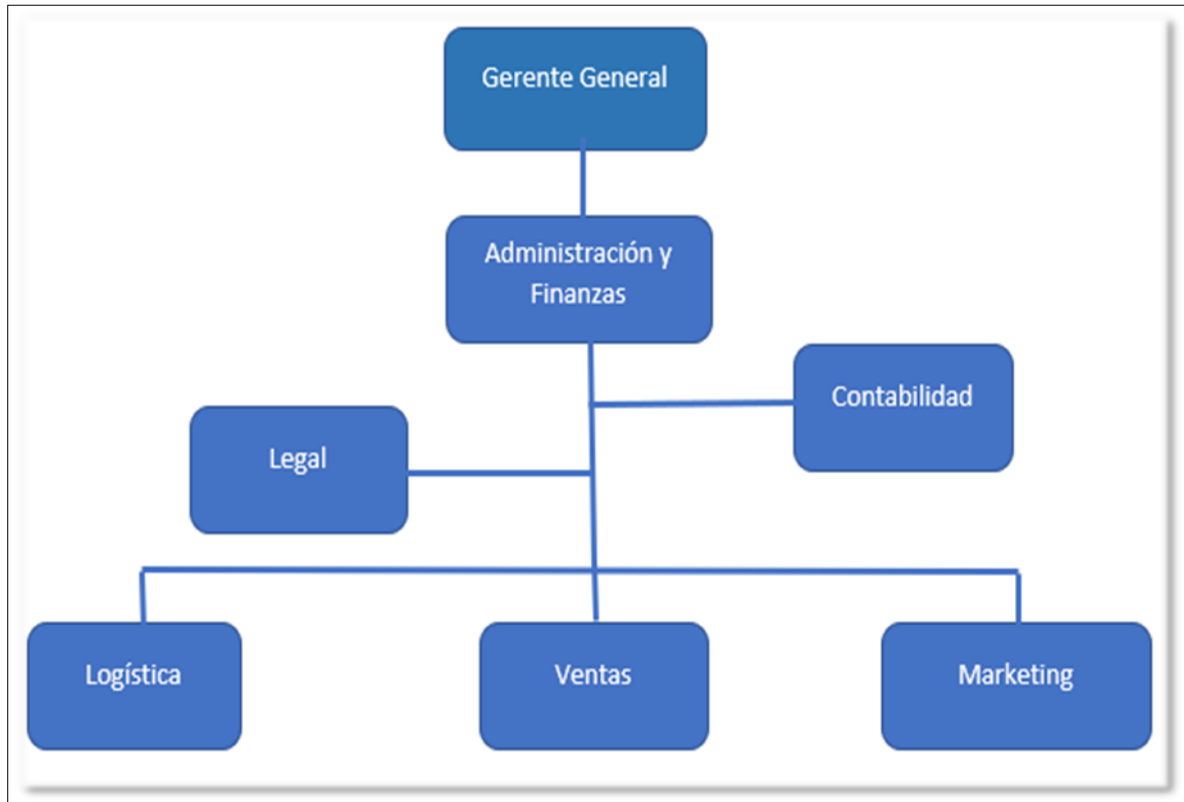 Gerente General
Administración y
Finanzas
Contabilidad
Legal
Logística
Ventas
Marketing